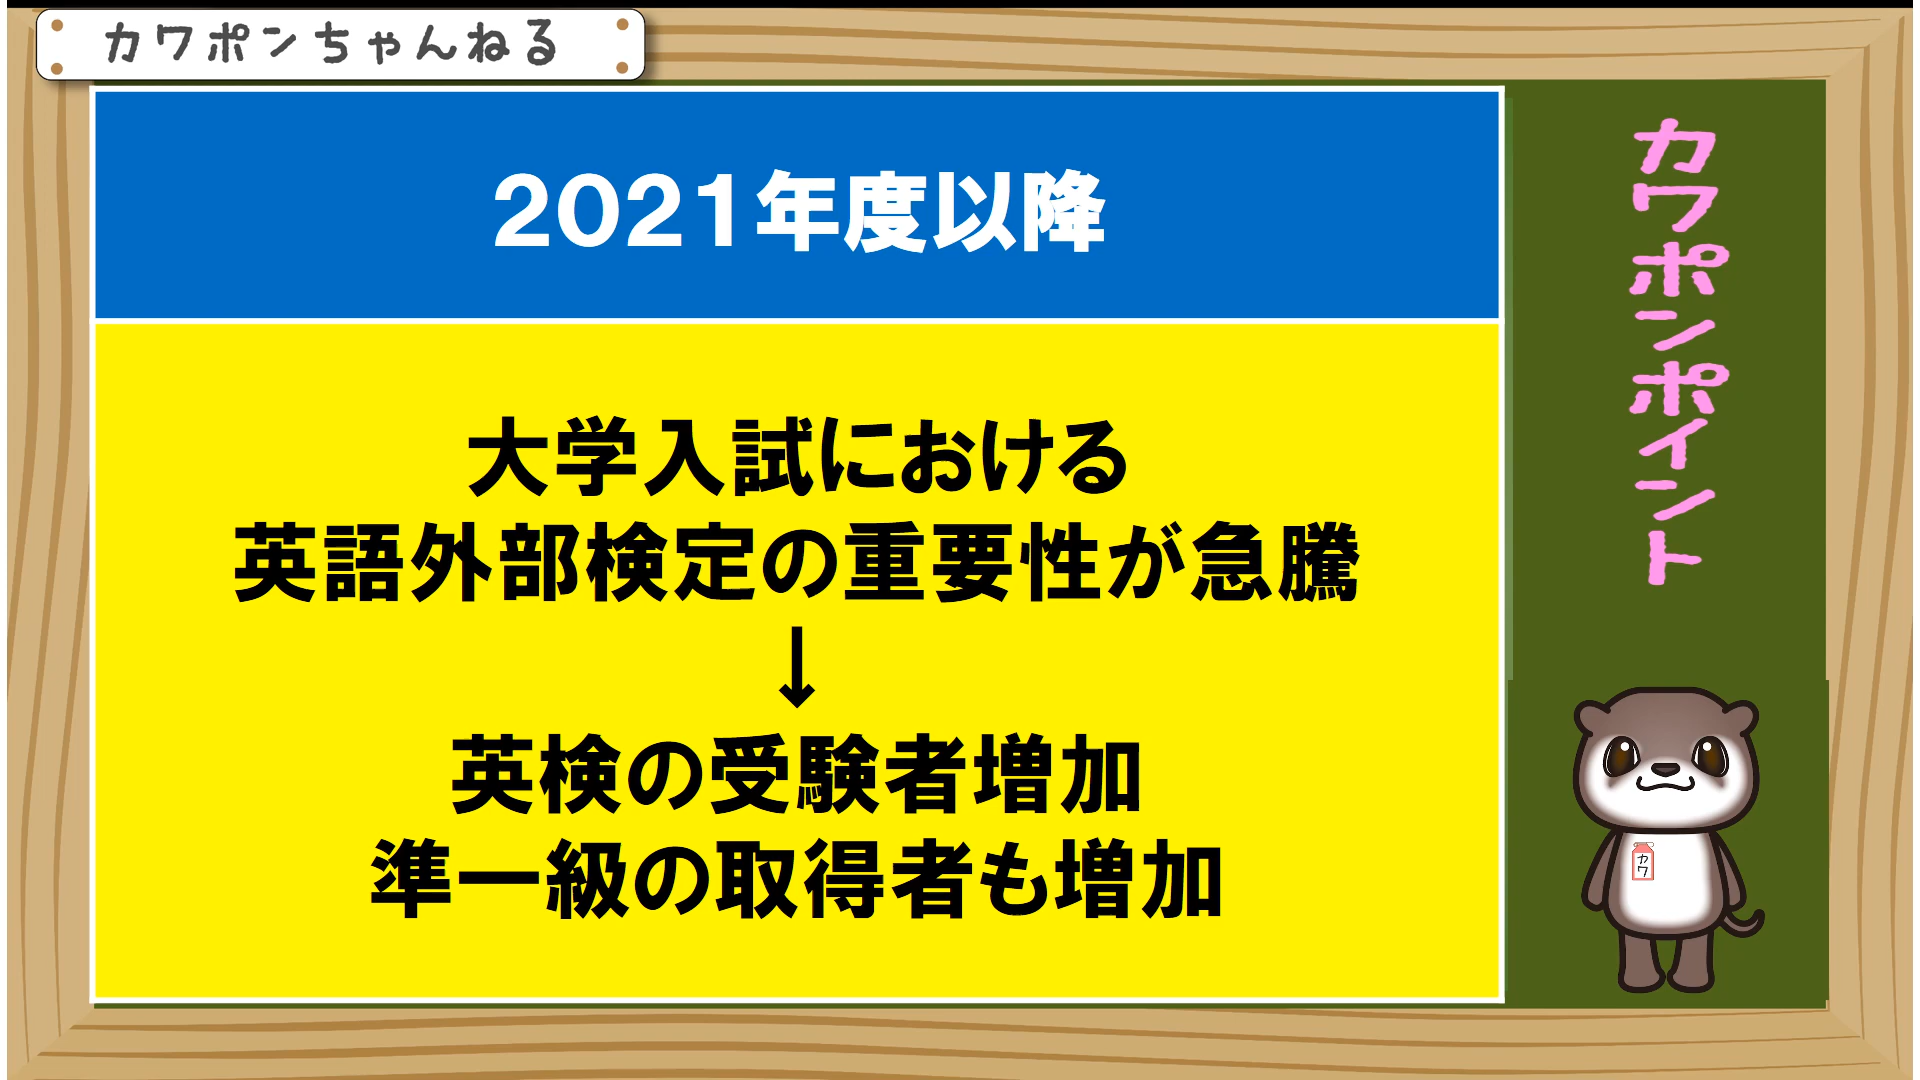 カワポンちゃんねる
2021年度以降
大学入試における
英語外部検定の重要性が急騰
↓
英検の受験者増加
準一級の取得者も増加
カワポンポイント
カワ